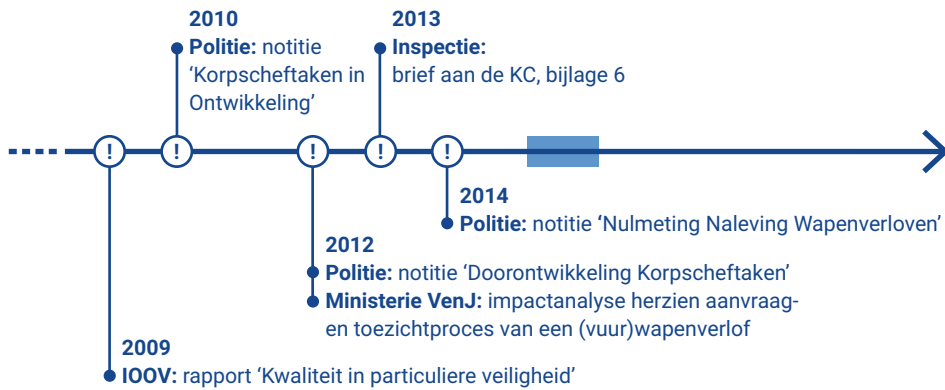 2010
Politie: notitie
‘Korpscheftaken in
Ontwikkeling’
2013
Inspectie:
brief aan de KC, bijlage 6
! ! ! ! !
2014
Politie: notitie ‘Nulmeting Naleving Wapenverloven’
2012
Politie: notitie ‘Doorontwikkeling Korpscheftaken’
Ministerie VenJ: impactanalyse herzien aanvraag-
en toezichtproces van een (vuur)wapenverlof
2009
IOOV: rapport ‘Kwaliteit in particuliere veiligheid’